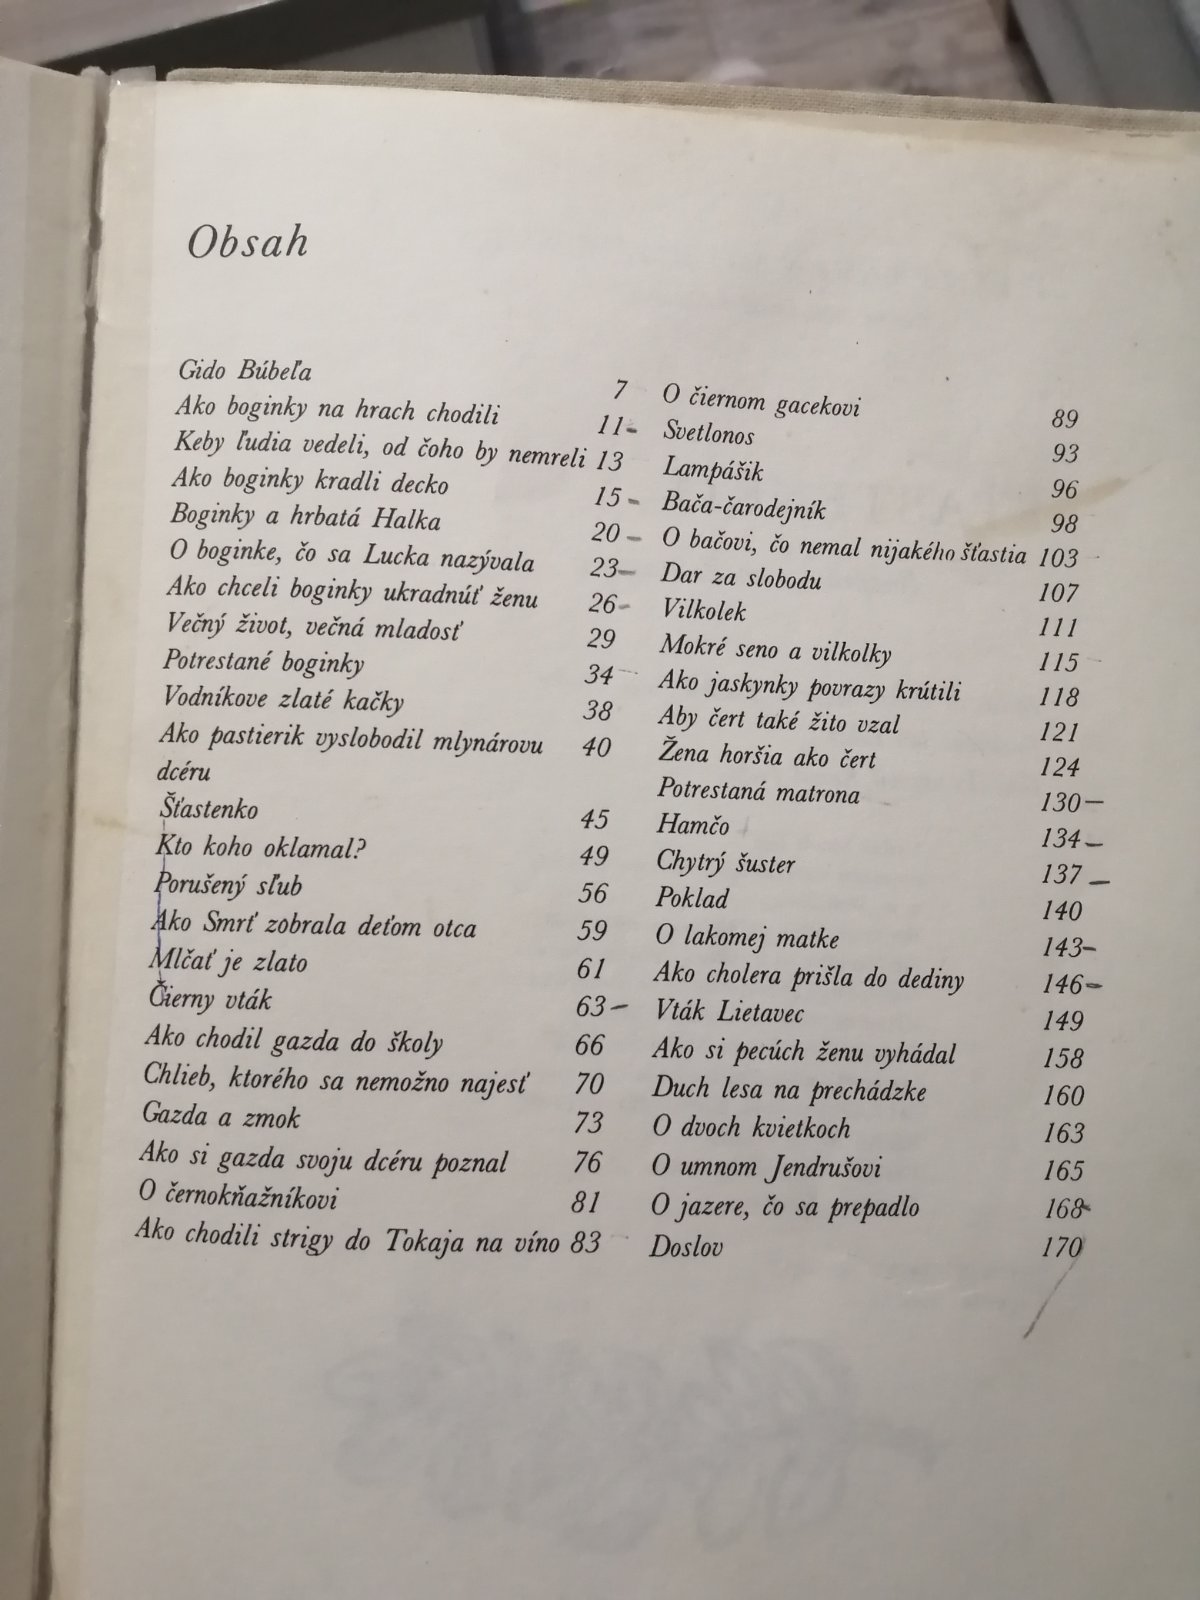 Obsah
Gido Búbeľa 7
Ako boginky na hrach chodili 11
Keby ľudia vedeli, od čoho by nemreli 13
Ako boginky kradli decko 15
Boginky a hrbatá Halka 20
O boginke, čo sa Lucka nazývala 23
Ako chceli boginky ukradnúť ženu 26
Večný život, večná mladosť 29
Potrestané boginky 34
Vodníkove zlaté kačky 38
Ako pastierik vyslobodil mlynárovu 40
dcéru
Šťastenko 45
Kto koho oklamal? 49
Porušený sľub 56
Ako Smrť zobrala deťom otca 59
Mlčať je zlato 61
Čierny vták 63
Ako chodil gazda do školy 66
Chlieb, ktorého sa nemožno najesť 70
Gazda a zmok 73
Ako si gazda svoju dcéru poznal 76
O černokňažníkovi 81
Ako chodili strigy do Tokaja na víno 83
O čiernom gacekovi 89
Svetlonos 93
Lampášik 96
Bača-čarodejník 98
O bačovi, čo nemal nijakého šťastia 103
Dar za slobodu 107
Vilkolek 111
Mokré seno a vilkolky 115
Ako jaskynky povrazy krútili 118
Aby čert také žito vzal 121
Žena horšia ako čert 124
Potrestaná matrona 130
Hamčo 134
Chytrý šuster 137
Poklad 140
O lakomej matke 143
Ako cholera prišla do dediny 146
Vták Lietavec 149
Ako si pecúch ženu vyhádal 158
Duch lesa na prechádzke 160
O dvoch kvietkoch 163
O umnom Jendrušovi 165
O jazere, čo sa prepadlo 168
Doslov 170